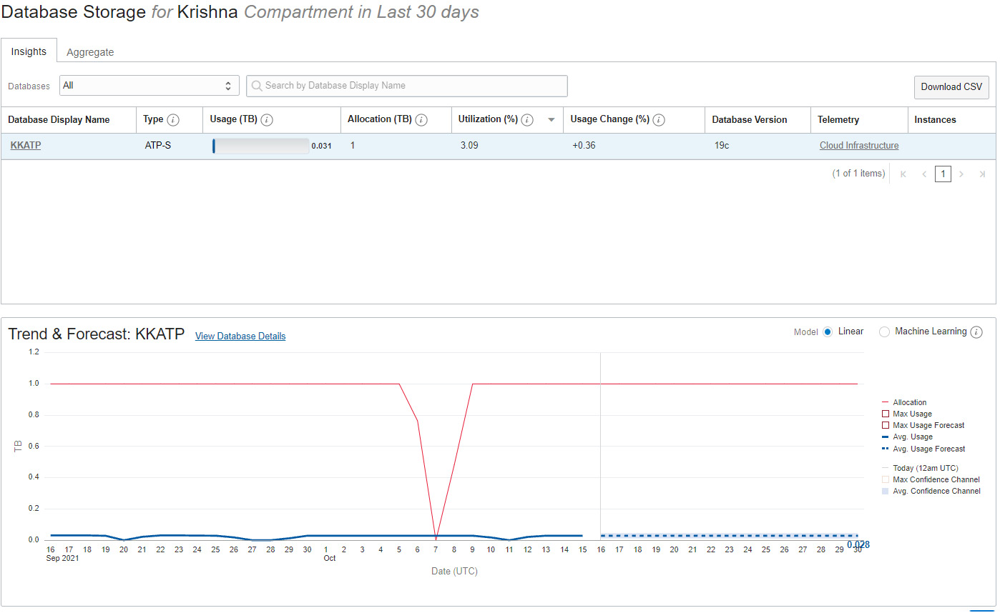 Database Storage for Krishna Compartment in Last 30 days
Insights Aggregate
Databases All Search by Database Display Name Download CSV
Database Display Name Type i Usage (TB) i Allocation (TB) i Utilization (%) i Usage Change (%) i Database Version Telemetry Instances
KKATP ATP-S 0.031 1 3.09 +0.36 19c Cloud Infrastructure
(1 of 1 items) 1
Trend & Forecast: KKATP View Database Details Model Linear Machine Learning i
1.2
1.0
0.8
0.6
0.4
0.2
0.0
TB
Allocation
Max Usage
Max Usage Forecast
Avg. Usage
Avg. Usage Forecast
Today (12am UTC)
Max Confidence Channel
Avg. Confidence Channel
0.028
16 17 18 19 20 21 22 23 24 25 26 27 28 29 30 1 2 3 4 5 6 7 8 9 10 11 12 13 14 15 16 17 18 19 20 21 22 23 24 25 26 27 28 29 30
Sep 2021 Oct
Date (UTC)